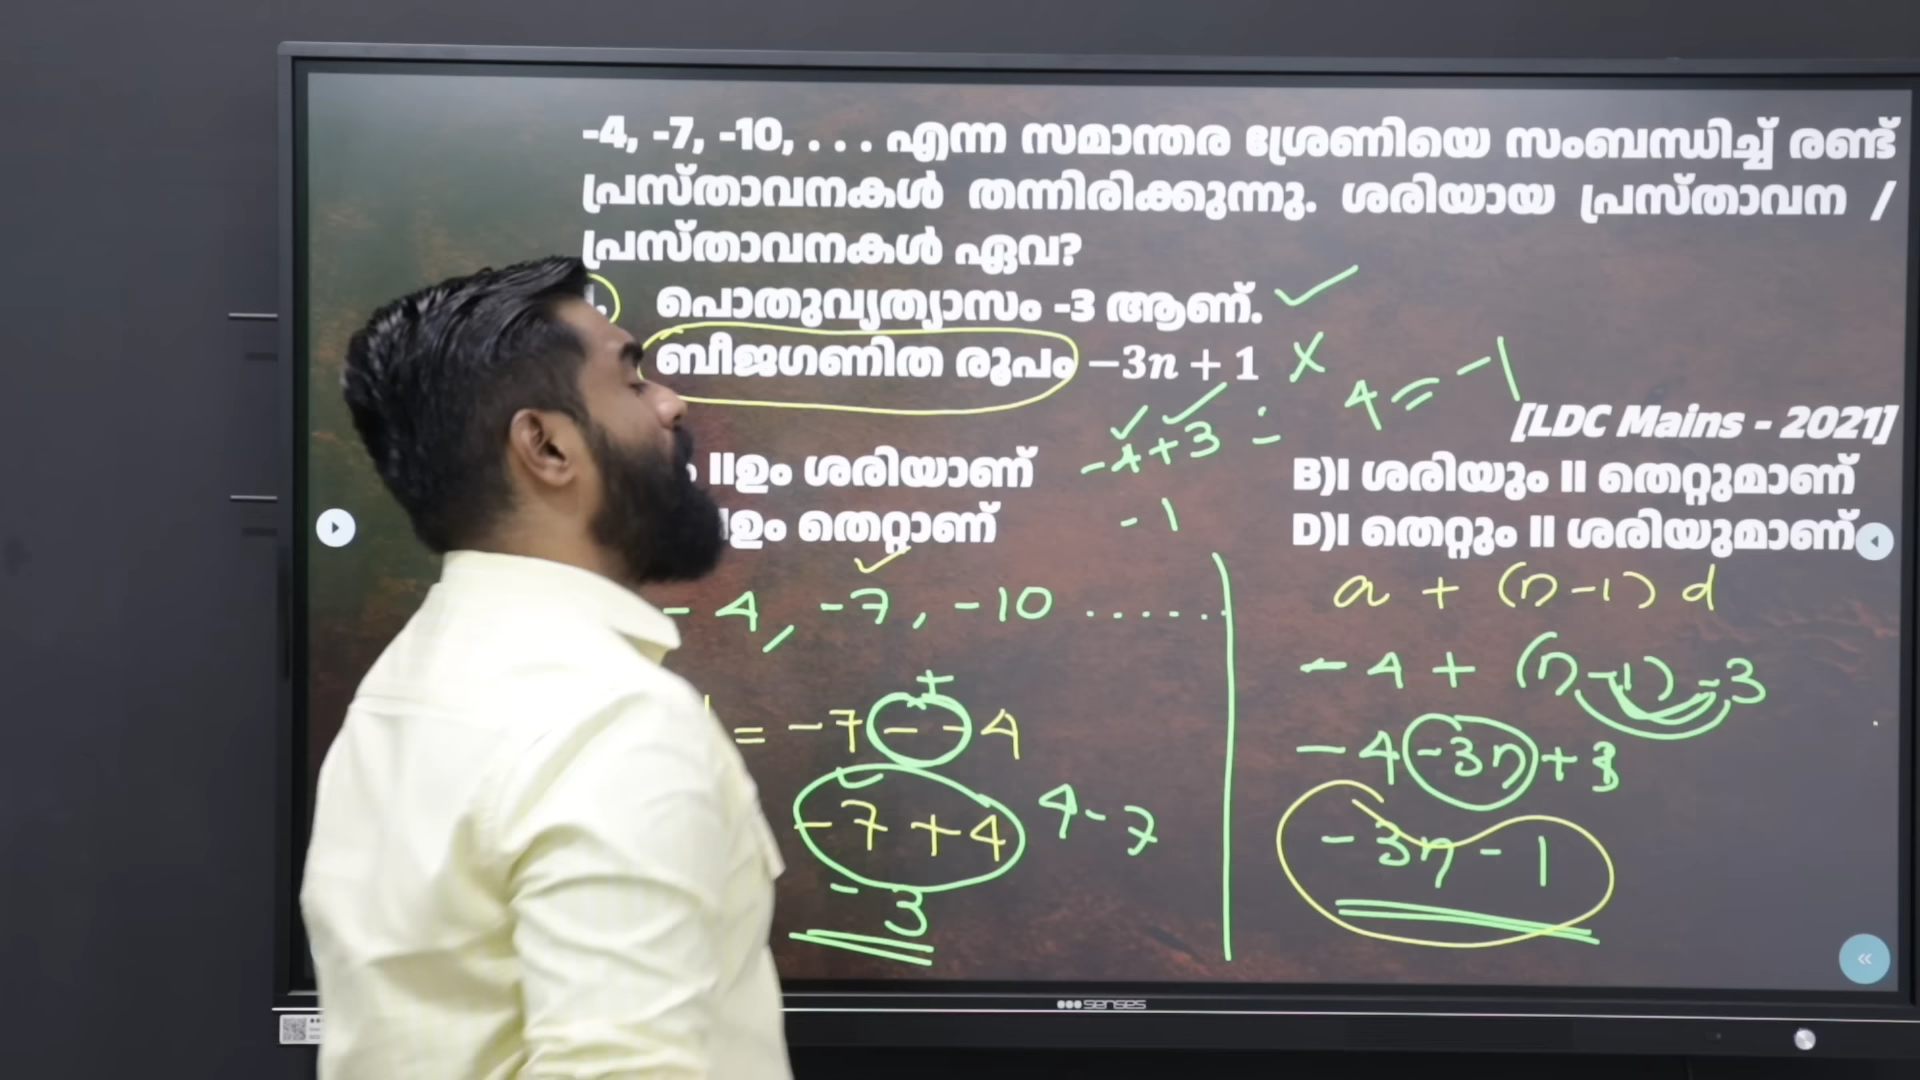 -4, -7, -10, . . . എന്ന സമാന്തര ശ്രേണിയെ സംബന്ധിച്ച് രണ്ട്
പ്രസ്താവനകൾ തന്നിരിക്കുന്നു. ശരിയായ പ്രസ്താവന /
പ്രസ്താവനകൾ ഏവ?
പൊതുവ്യത്യാസം -3 ആണ്. ✓
ബീജഗണിത രൂപം −3n + 1 ×
4 = -1
[LDC Mains - 2021]
-4+3 =
IIഉം ശരിയാണ്
B)I ശരിയും II തെറ്റുമാണ്
-1
ഉം തെറ്റാണ്
D)I തെറ്റും II ശരിയുമാണ്
-4, -7, -10 ......
a + (n-1) d
-4 + (n-1) -3
= -7 - -4
+
-4 -3n + 3
-7 +4
4-7
-3n - 1
-3
senses